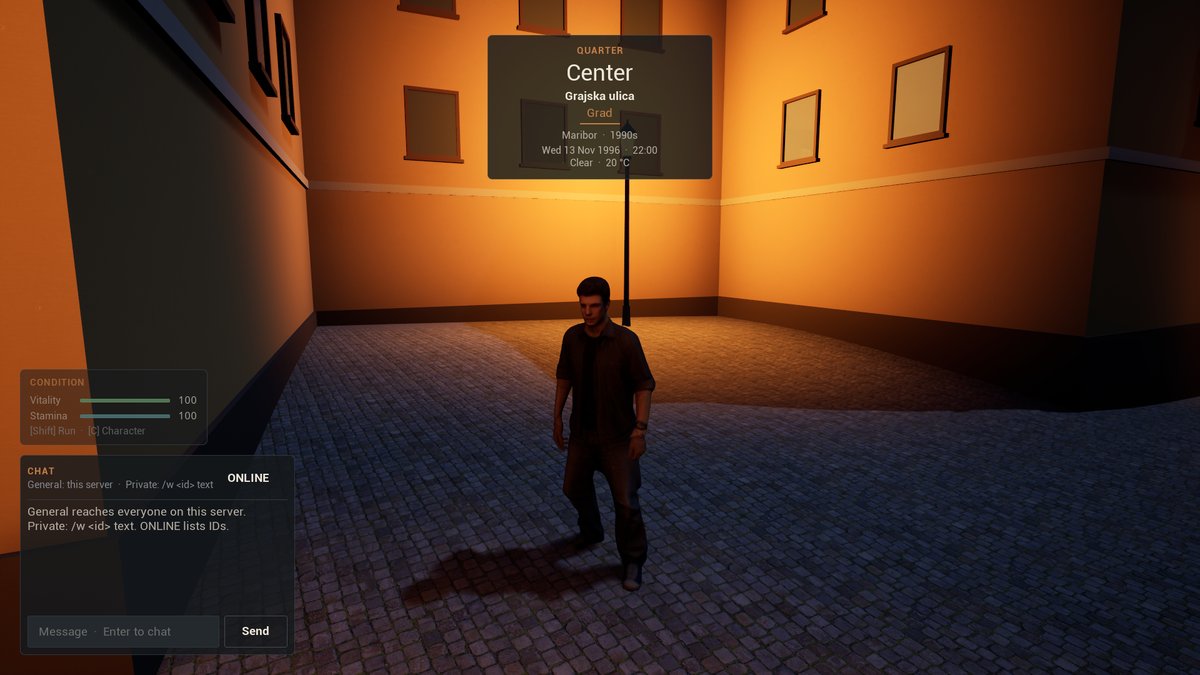 QUARTER
Center
Grajska ulica
Grad
Maribor · 1990s
Wed 13 Nov 1996 · 22:00
Clear · 20 °C
CONDITION
Vitality 100
Stamina 100
[Shift] Run · [C] Character
CHAT
General: this server · Private: /w <id> text
ONLINE
General reaches everyone on this server.
Private: /w <id> text. ONLINE lists IDs.
Message · Enter to chat
Send